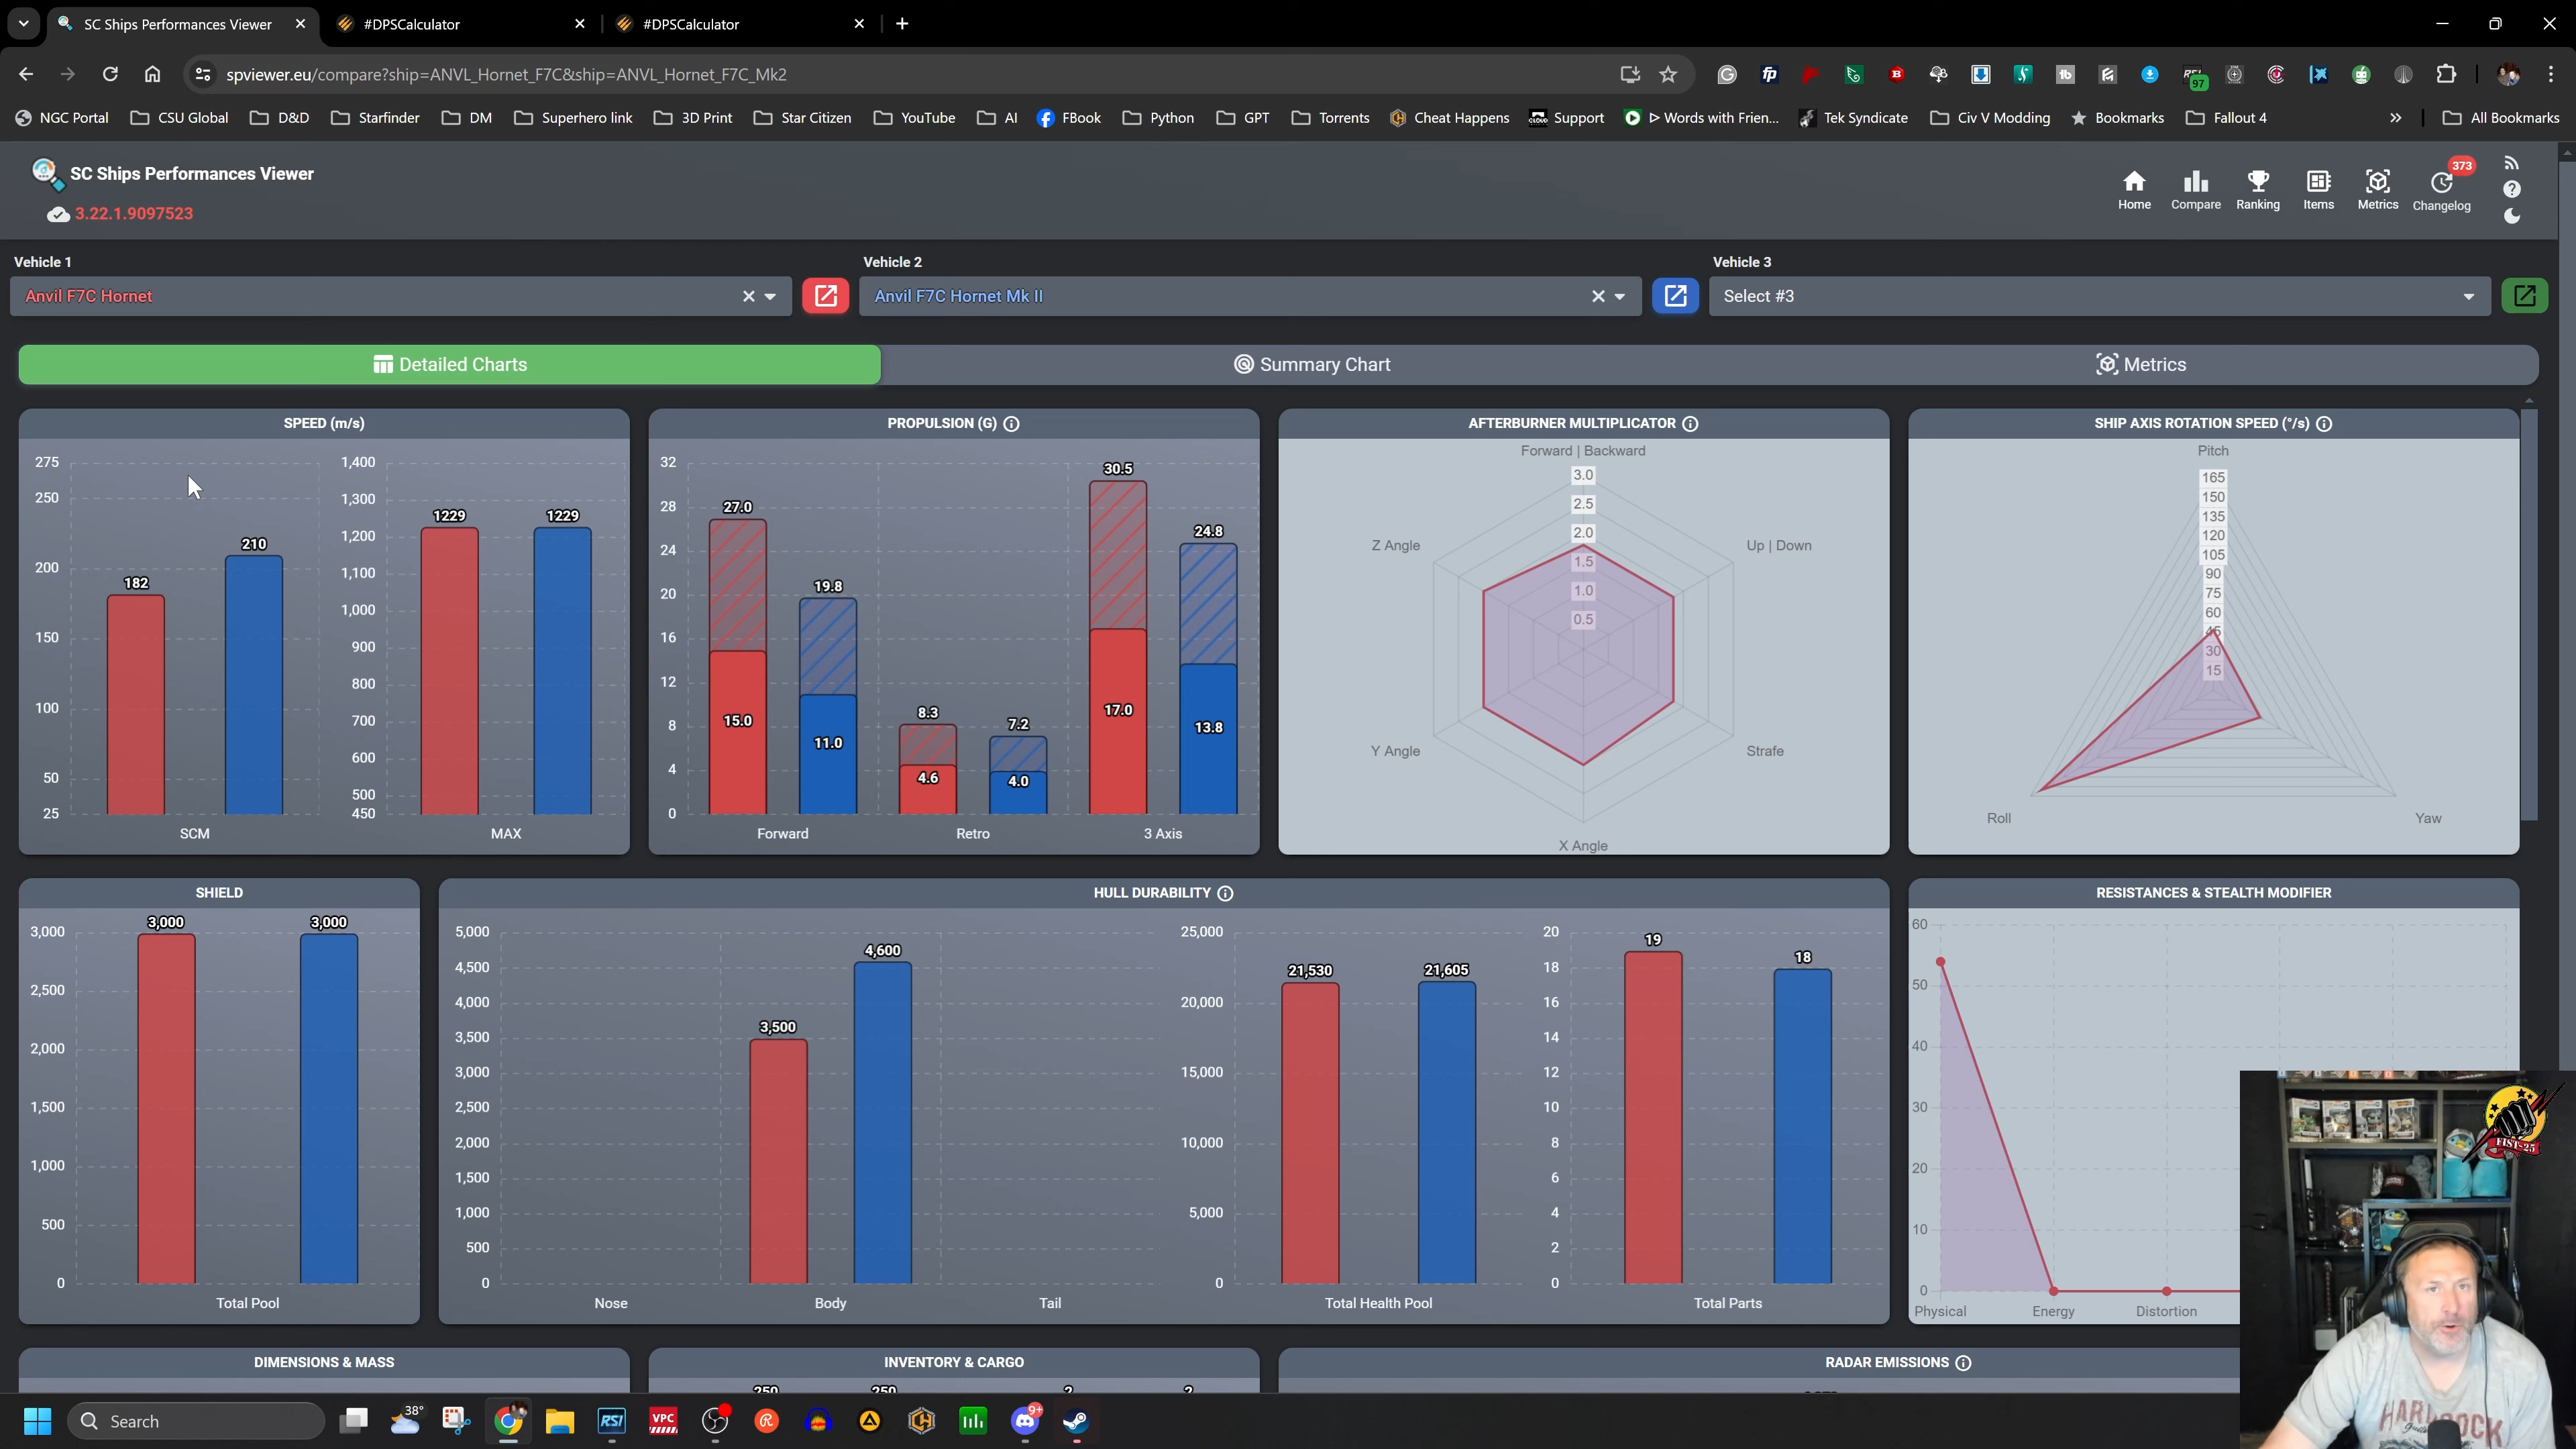 SC Ships Performances Viewer
#DPSCalculator
#DPSCalculator
spviewer.eu/compare?ship=ANVL_Hornet_F7C&ship=ANVL_Hornet_F7C_Mk2
97
NGC Portal
CSU Global
D&D
Starfinder
DM
Superhero link
3D Print
Star Citizen
YouTube
AI
FBook
Python
GPT
Torrents
Cheat Happens
Support
ᐅ Words with Frien...
Tek Syndicate
Civ V Modding
Bookmarks
Fallout 4
All Bookmarks
SC Ships Performances Viewer
3.22.1.9097523
Home
Compare
Ranking
Items
Metrics
373
Changelog
Vehicle 1
Vehicle 2
Vehicle 3
Anvil F7C Hornet
Anvil F7C Hornet Mk II
Select #3
Detailed Charts
Summary Chart
Metrics
SPEED (m/s)
275
250
200
150
100
50
25
182
210
SCM
1,400
1,300
1,200
1,100
1,000
900
800
700
600
500
450
1229
1229
MAX
PROPULSION (G)
32
28
24
20
16
12
8
4
0
27.0
15.0
19.8
11.0
8.3
4.6
7.2
4.0
30.5
17.0
24.8
13.8
Forward
Retro
3 Axis
AFTERBURNER MULTIPLICATOR
Forward | Backward
3.0
2.5
2.0
1.5
1.0
0.5
Z Angle
Up | Down
Y Angle
Strafe
X Angle
SHIP AXIS ROTATION SPEED (°/s)
Pitch
165
150
135
120
105
90
75
60
45
30
15
Roll
Yaw
SHIELD
3,000
2,500
2,000
1,500
1,000
500
0
3,000
3,000
Total Pool
HULL DURABILITY
5,000
4,500
4,000
3,500
3,000
2,500
2,000
1,500
1,000
500
0
3,500
4,600
Nose
Body
Tail
25,000
20,000
15,000
10,000
5,000
0
21,530
21,605
Total Health Pool
20
18
16
14
12
10
8
6
4
2
0
19
18
Total Parts
RESISTANCES & STEALTH MODIFIER
60
50
40
30
20
10
0
Physical
Energy
Distortion
FIST25
DIMENSIONS & MASS
INVENTORY & CARGO
250
250
2
2
RADAR EMISSIONS
Search
38°
RSI
VPC
9+